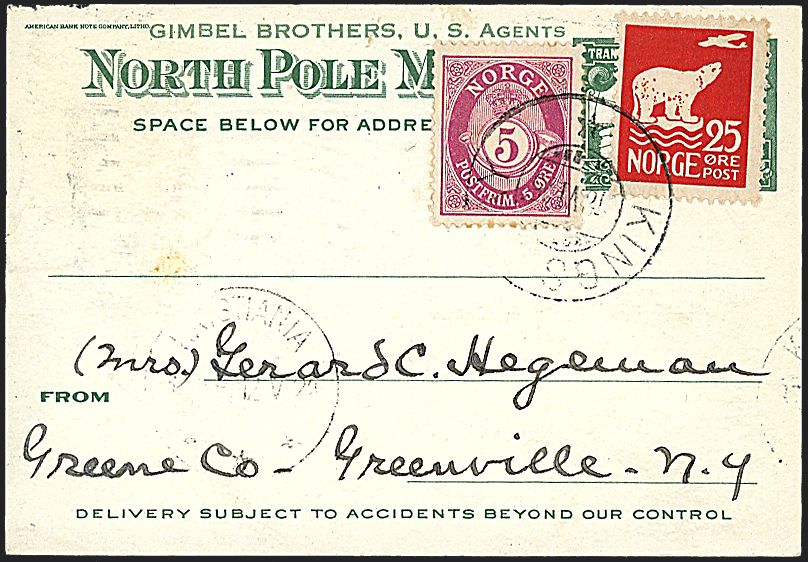 AMERICAN BANK NOTE COMPANY, LITHO.
GIMBEL BROTHERS, U. S. AGENTS
NORTH POLE M
TRAN
SPACE BELOW FOR ADDRE
NORGE
5
POSTFRIM. 5 ØRE
25
NORGE ØRE
POST
KINGS
TIANIA
(Mrs.) Gerard C. Hegeman
FROM
Greene Co - Greenville - N. Y
DELIVERY SUBJECT TO ACCIDENTS BEYOND OUR CONTROL